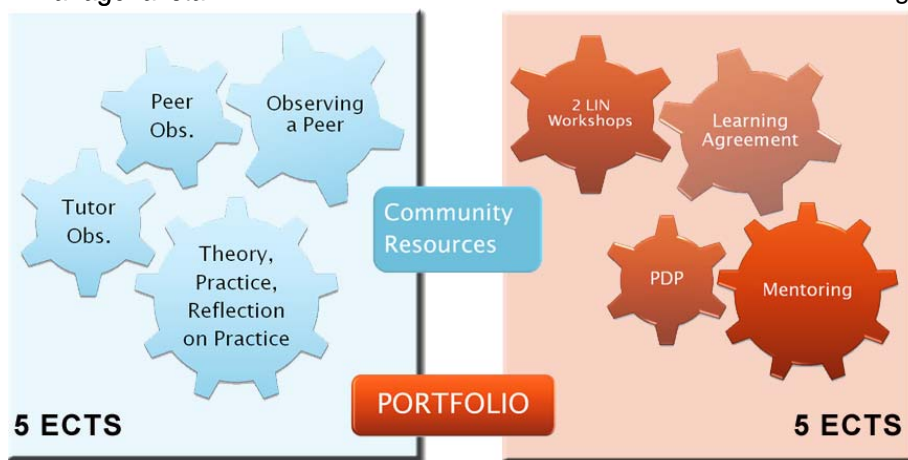 Peer
Obs.
Observing
a Peer
Tutor
Obs.
Theory,
Practice,
Reflection
on Practice
5 ECTS
Community
Resources
PORTFOLIO
2 LIN
Workshops
Learning
Agreement
PDP
Mentoring
5 ECTS